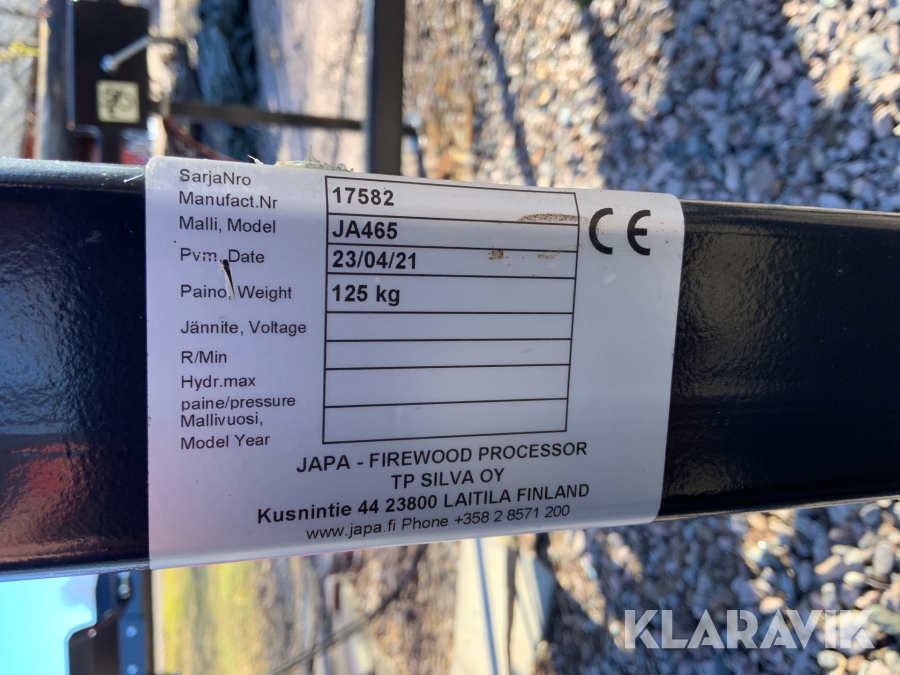 SarjaNro
Manufact.Nr 17582
Malli, Model JA465
Pvm, Date 23/04/21
Paino, Weight 125 kg
Jännite, Voltage
R/Min
Hydr.max
paine/pressure
Mallivuosi,
Model Year
CE
JAPA - FIREWOOD PROCESSOR
TP SILVA OY
Kusnintie 44 23800 LAITILA FINLAND
www.japa.fi Phone +358 2 8571 200
KLARAVIK